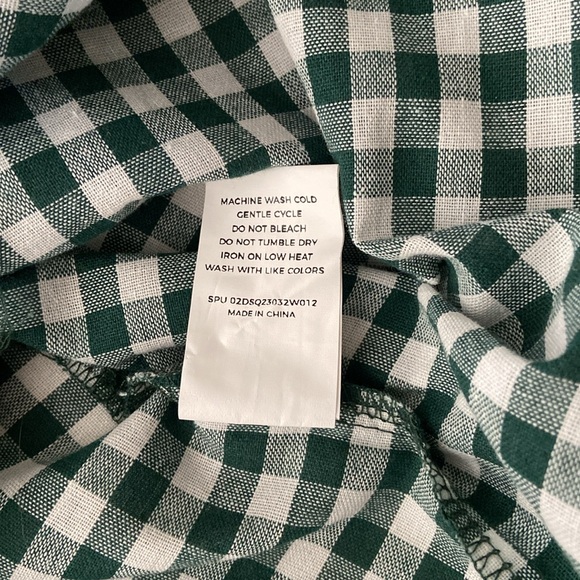 MACHINE WASH COLD
GENTLE CYCLE
DO NOT BLEACH
DO NOT TUMBLE DRY
IRON ON LOW HEAT
WASH WITH LIKE COLORS
SPU 02DSQ23032W012
MADE IN CHINA